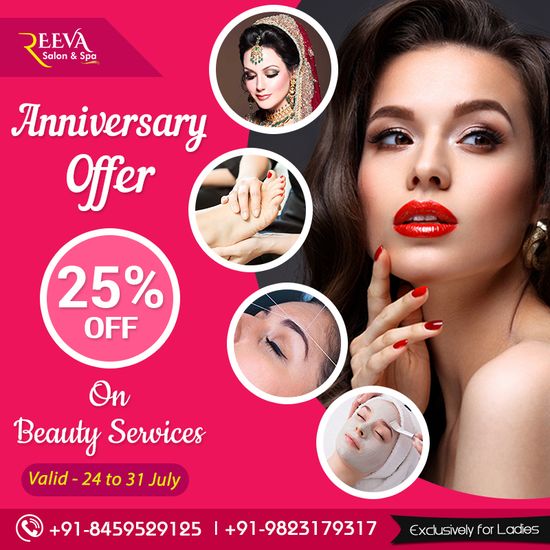 REEVA
Salon & Spa
Anniversary
Offer
25%
OFF
On
Beauty Services
Valid - 24 to 31 July
+91-8459529125 | +91-9823179317
Exclusively for Ladies